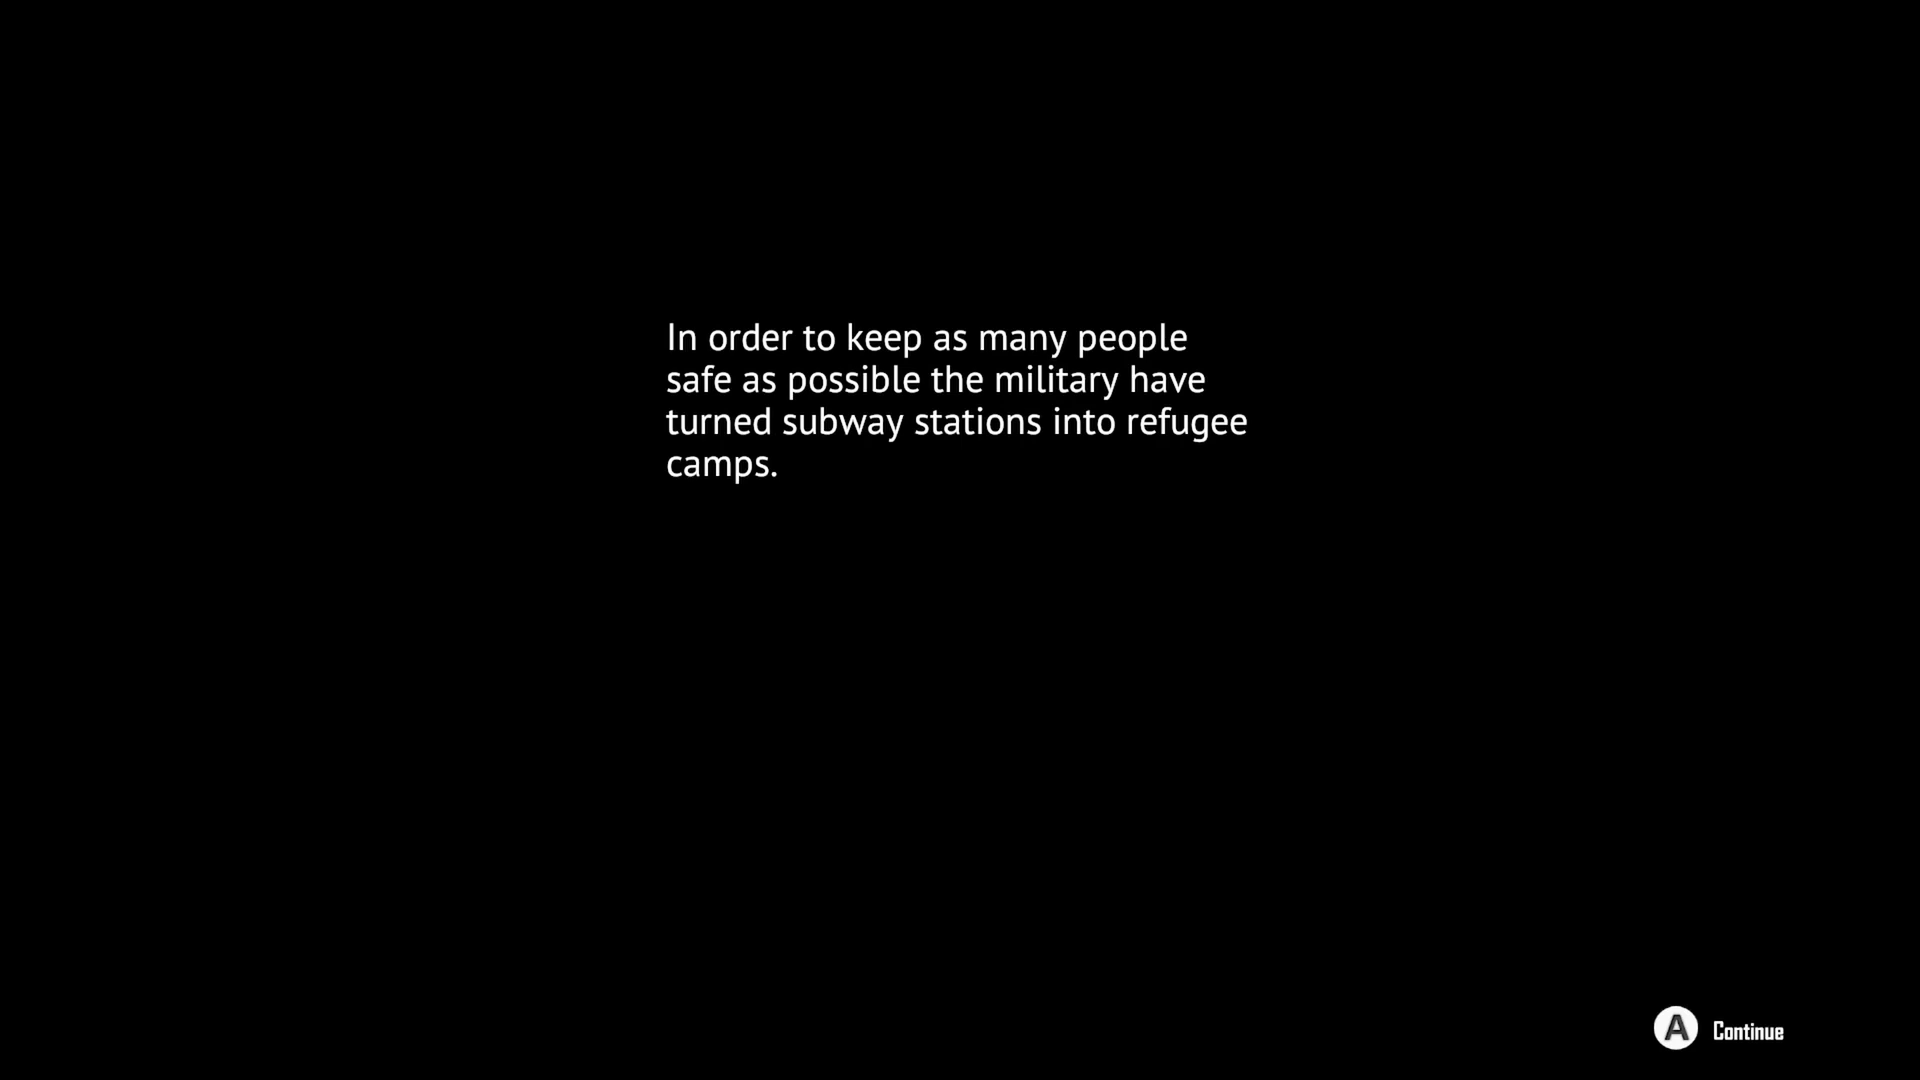 In order to keep as many people
safe as possible the military have
turned subway stations into refugee
camps.
A Continue